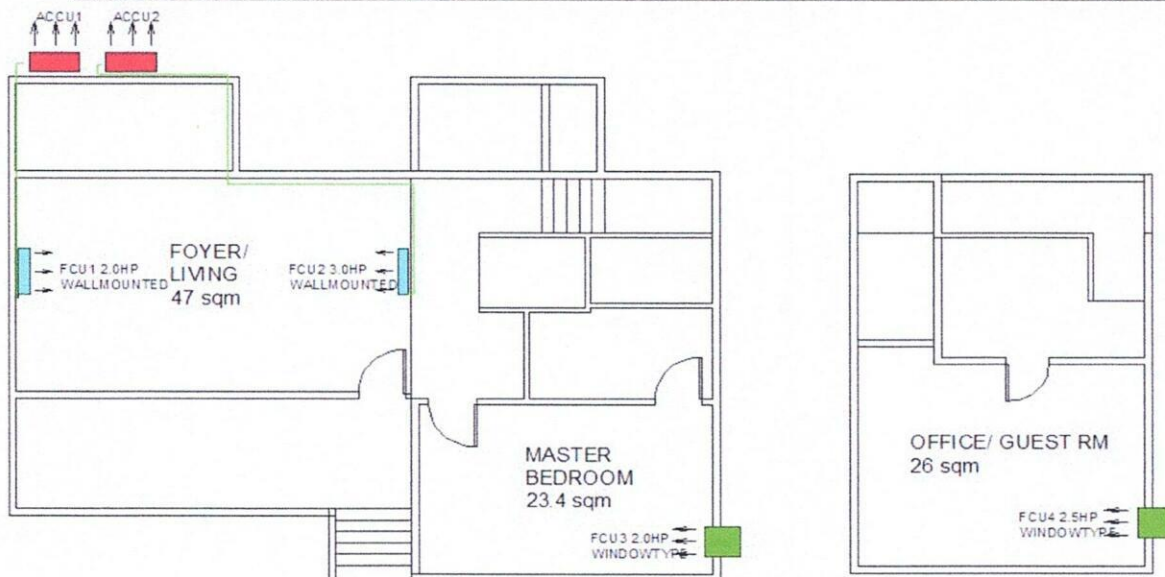 ACCU1
ACCU2
FOYER/
LIVING
47 sqm
FCU1 2.0HP
WALLMOUNTED
FCU2 3.0HP
WALLMOUNTED
MASTER
BEDROOM
23.4 sqm
FCU3 2.0HP
WINDOWTYPE
OFFICE/ GUEST RM
26 sqm
FCU4 2.5HP
WINDOWTYPE